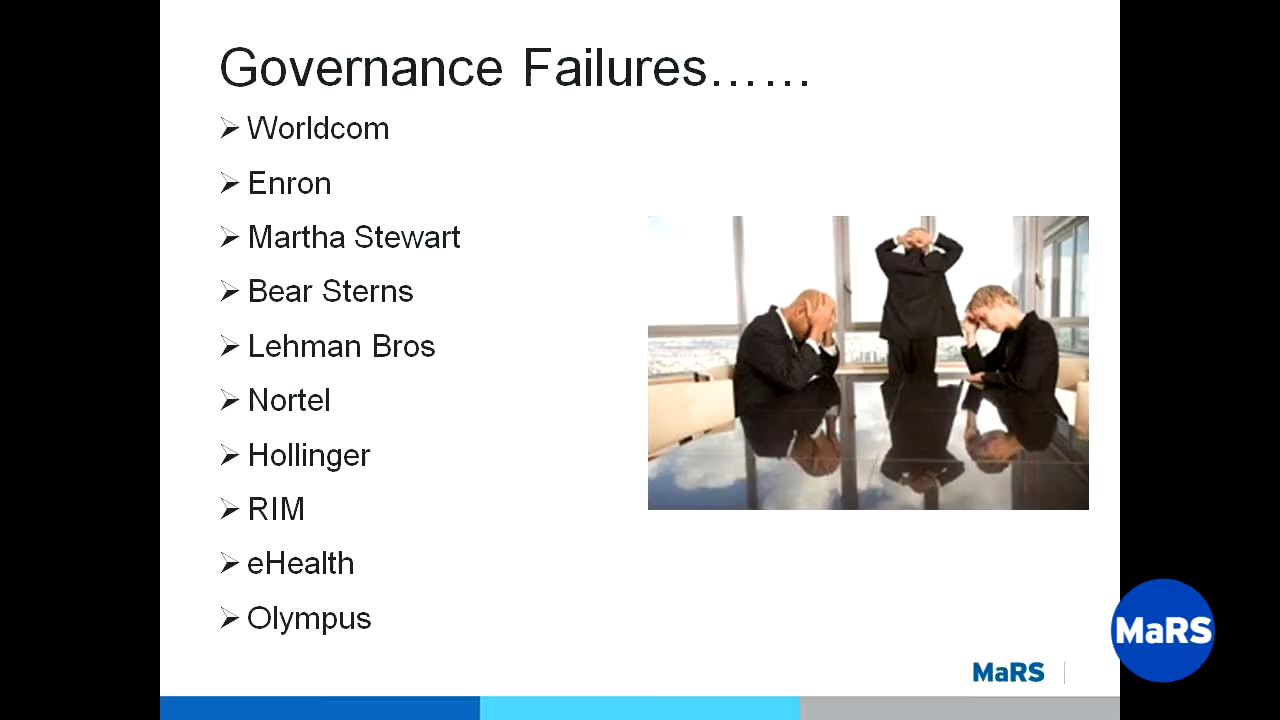 Governance Failures……
Worldcom
Enron
Martha Stewart
Bear Sterns
Lehman Bros
Nortel
Hollinger
RIM
eHealth
Olympus
MaRS
MaRS